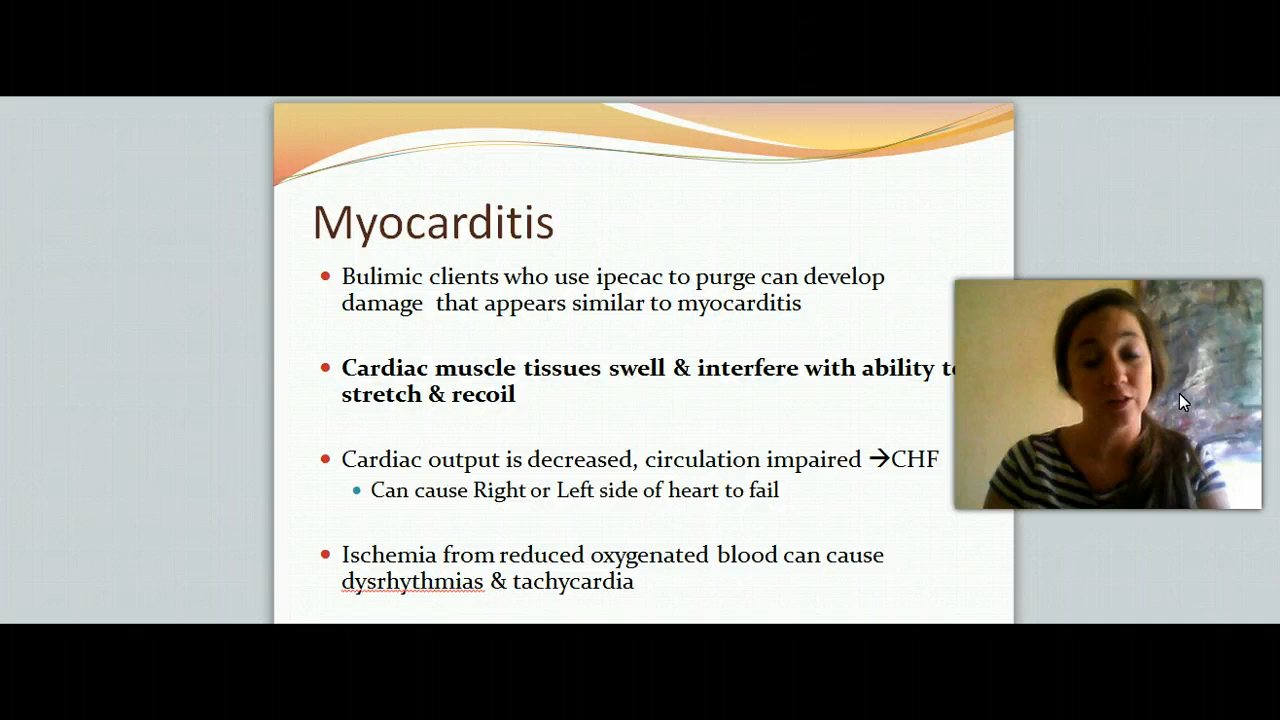 Myocarditis
Bulimic clients who use ipecac to purge can develop
damage that appears similar to myocarditis
Cardiac muscle tissues swell & interfere with ability
stretch & recoil
Cardiac output is decreased, circulation impaired →CHF
Can cause Right or Left side of heart to fail
Ischemia from reduced oxygenated blood can cause
dysrhythmias & tachycardia